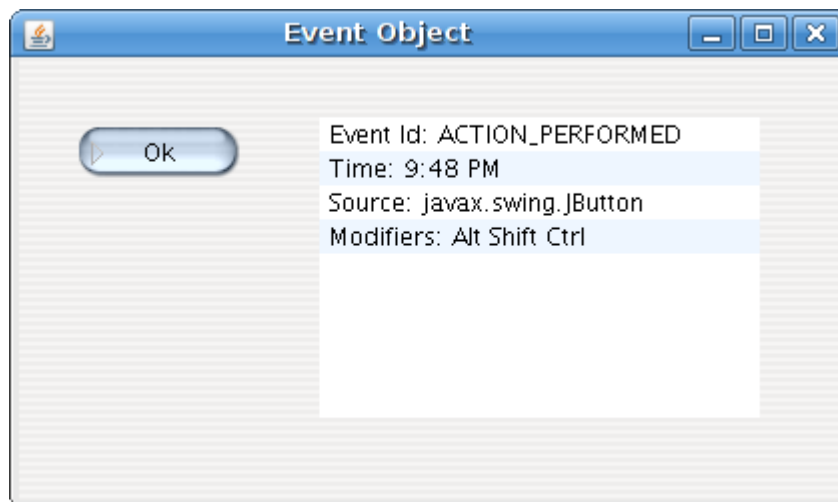 Event Object
Ok
Event Id: ACTION_PERFORMED
Time: 9:48 PM
Source: javax.swing.JButton
Modifiers: Alt Shift Ctrl